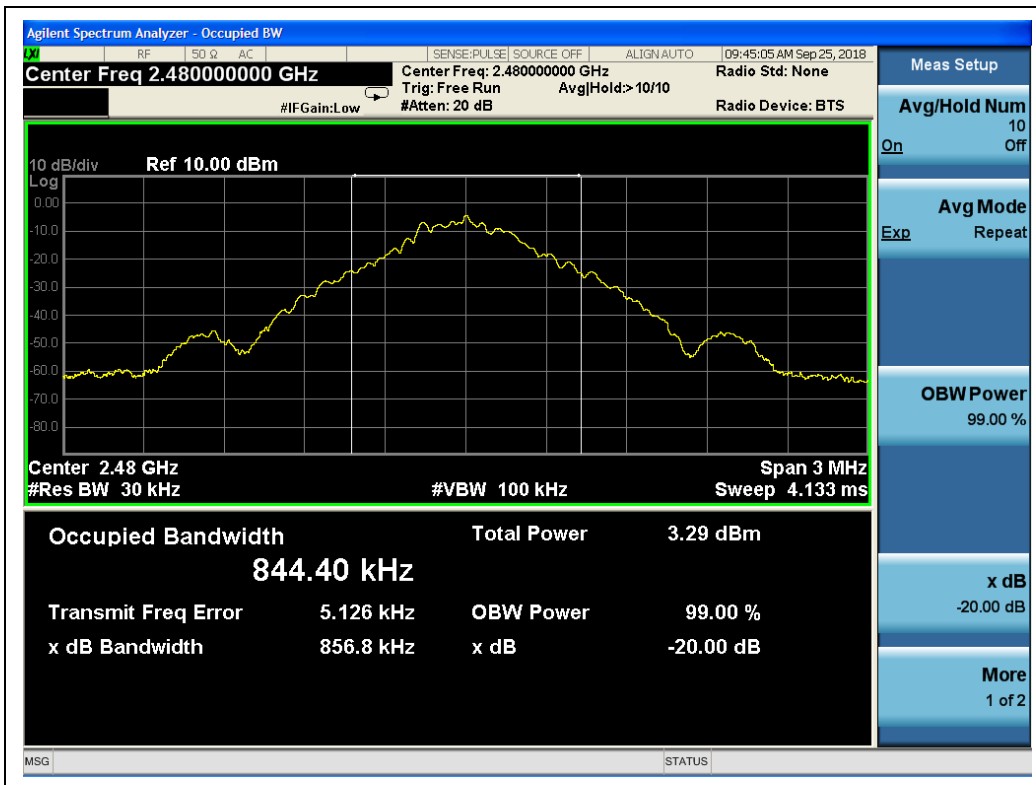 Agilent Spectrum Analyzer - Occupied BW
LXI RF 50 Ω AC SENSE:PULSE SOURCE OFF ALIGN AUTO 09:45:05 AM Sep 25, 2018
Center Freq 2.480000000 GHz Center Freq: 2.480000000 GHz Radio Std: None
Trig: Free Run Avg|Hold:>10/10
#IFGain:Low #Atten: 20 dB Radio Device: BTS
10 dB/div Ref 10.00 dBm
Log
0.00
-10.0
-20.0
-30.0
-40.0
-50.0
-60.0
-70.0
-80.0
Center 2.48 GHz Span 3 MHz
#Res BW 30 kHz #VBW 100 kHz Sweep 4.133 ms
Occupied Bandwidth Total Power 3.29 dBm
844.40 kHz
Transmit Freq Error 5.126 kHz OBW Power 99.00 %
x dB Bandwidth 856.8 kHz x dB -20.00 dB
Meas Setup
Avg/Hold Num
10
On Off
Avg Mode
Exp Repeat
OBW Power
99.00 %
x dB
-20.00 dB
More
1 of 2
MSG STATUS